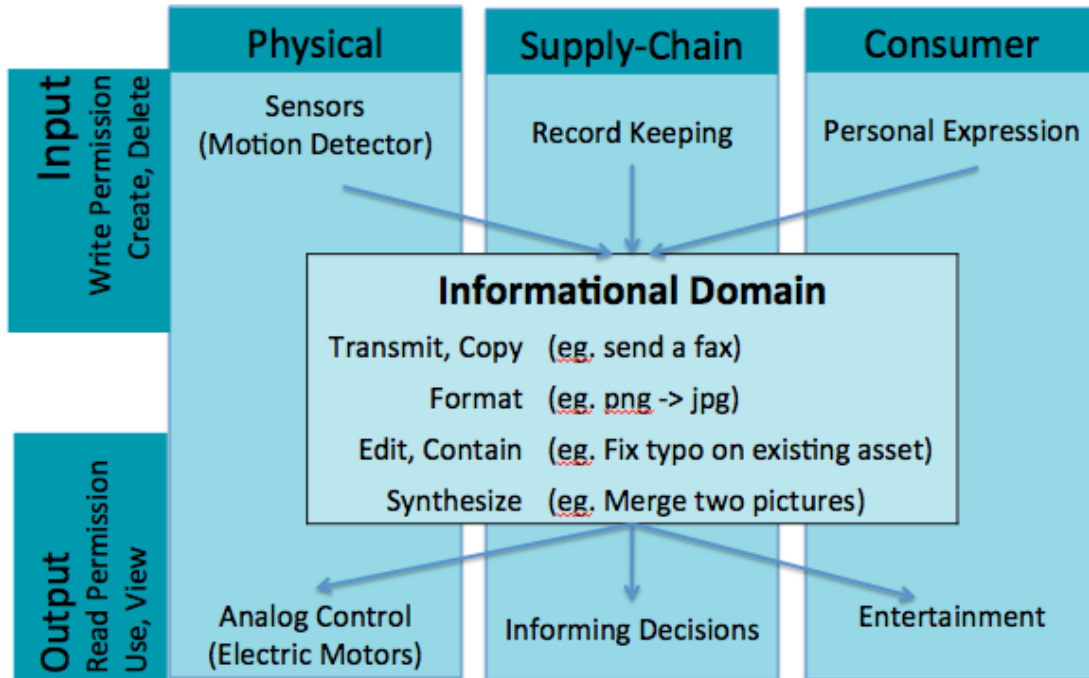 Physical
Supply-Chain
Consumer
Input
Write Permission
Create, Delete
Sensors
(Motion Detector)
Record Keeping
Personal Expression
Informational Domain
Transmit, Copy (eg. send a fax)
Format (eg. png -> jpg)
Edit, Contain (eg. Fix typo on existing asset)
Synthesize (eg. Merge two pictures)
Output
Read Permission
Use, View
Analog Control
(Electric Motors)
Informing Decisions
Entertainment